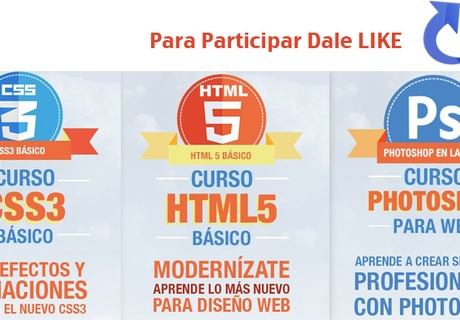 Para Participar Dale LIKE
CSS
3
SS3 BÁSICO
CURSO
CSS3
BÁSICO
EFECTOS Y
ACIONES
EL NUEVO CSS3
HTML
5
HTML 5 BÁSICO
CURSO
HTML5
BÁSICO
MODERNÍZATE
APRENDE LO MÁS NUEVO
PARA DISEÑO WEB
Ps
PHOTOSHOP EN LA
CURSO
PHOTOS
PARA WE
APRENDE A CREAR S
PROFESION
CON PHOTO